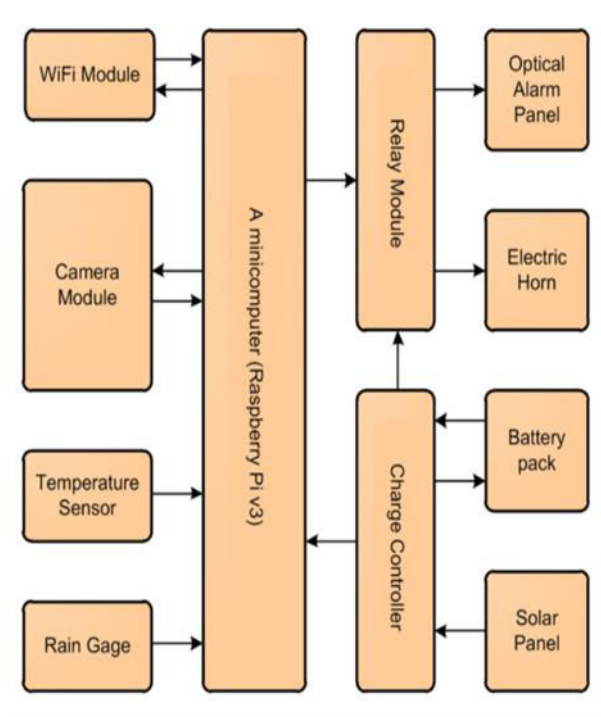 WiFi Module
Camera
Module
Temperature
Sensor
Rain Gage
A minicomputer (Raspberry Pi v3)
Relay Module
Charge Controller
Optical
Alarm
Panel
Electric
Horn
Battery
pack
Solar
Panel